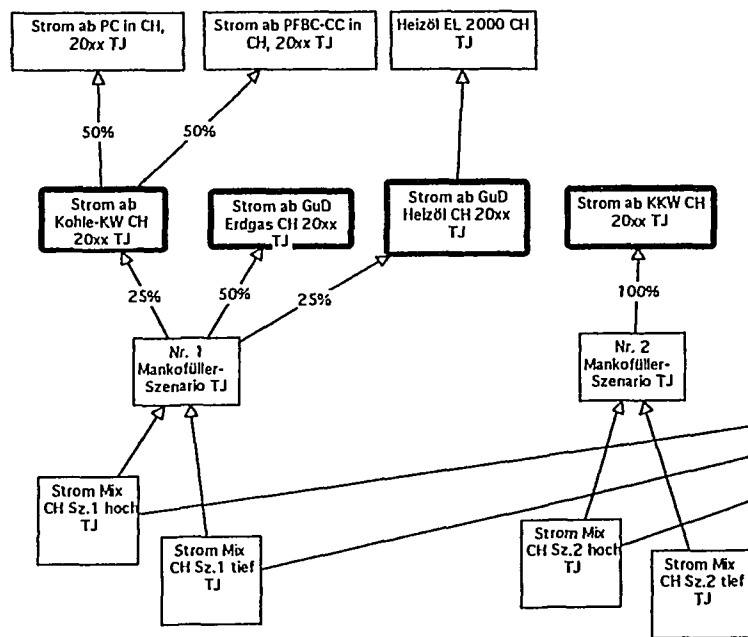 Strom ab PC in CH,
20xx TJ
Strom ab PFBC-CC in
CH, 20xx TJ
Heizöl EL 2000 CH
TJ
50%
50%
Strom ab
Kohle-KW CH
20xx TJ
Strom ab GuD
Erdgas CH 20xx
TJ
Strom ab GuD
Heizöl CH 20xx
TJ
Strom ab KKW CH
20xx TJ
25%
50%
25%
100%
Nr. 1
Mankofüller-
Szenario TJ
Nr. 2
Mankofüller-
Szenario TJ
Strom Mix
CH Sz.1 hoch
TJ
Strom Mix
CH Sz.1 tief
TJ
Strom Mix
CH Sz.2 hoch
TJ
Strom Mix
CH Sz.2 tief
TJ